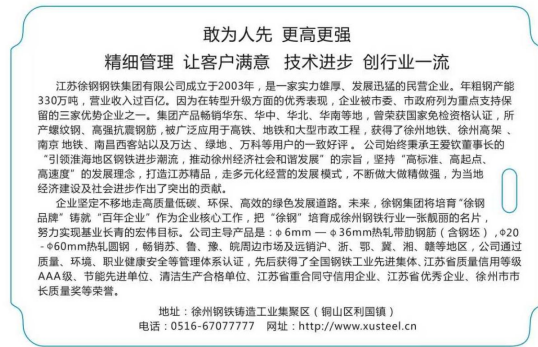 敢为人先 更高更强
精细管理 让客户满意 技术进步 创行业一流
江苏徐钢钢铁集团有限公司成立于2003年，是一家实力雄厚、发展迅猛的民营企业。年粗钢产能
330万吨，营业收入过百亿。因为在转型升级方面的优秀表现，企业被市委、市政府列为重点支持保
留的三家优势企业之一。集团产品畅销华东、华中、华北、华南等地，曾荣获国家免检资格认证，所
产螺纹钢、高强抗震钢筋，被广泛应用于高铁、地铁和大型市政工程，获得了徐州地铁、徐州高架 、
南京 地铁、南昌西客站以及万达 、绿地 、万科等用户的一致好评 。公司始终秉承王爱钦董事长的
“引领淮海地区钢铁进步潮流，推动徐州经济社会和谐发展”的宗旨，坚持“高标准、高起点、
高速度”的发展理念，打造江苏精品，走多元化经营的发展模式，不断做大做精做强，为当地
经济建设及社会进步作出了突出的贡献。
企业坚定不移地走高质量低碳、环保、高效的绿色发展道路。未来，徐钢集团将培育“徐钢
品牌”铸就“百年企业”作为企业核心工作，把“徐钢”培育成徐州钢铁行业一张靓丽的名片，
努力实现基业长青的宏伟目标。公司主导产品是：φ6mm — φ36mm热轧带肋钢筋（含钢坯）,φ20
- φ60mm热轧圆钢，畅销苏、鲁、豫、皖周边市场及远销沪、浙、鄂、冀、湘、赣等地区，公司通过
质量、环境、职业健康安全等管理体系认证，先后获得了全国钢铁工业先进集体、江苏省质量信用等级
AAA级、节能先进单位、清洁生产合格单位、江苏省重合同守信用企业、江苏省优秀企业、徐州市市
长质量奖等荣誉。
地址：徐州钢铁铸造工业集聚区（铜山区利国镇）
电话：0516-67077777 网址：http://www.xusteel.cn